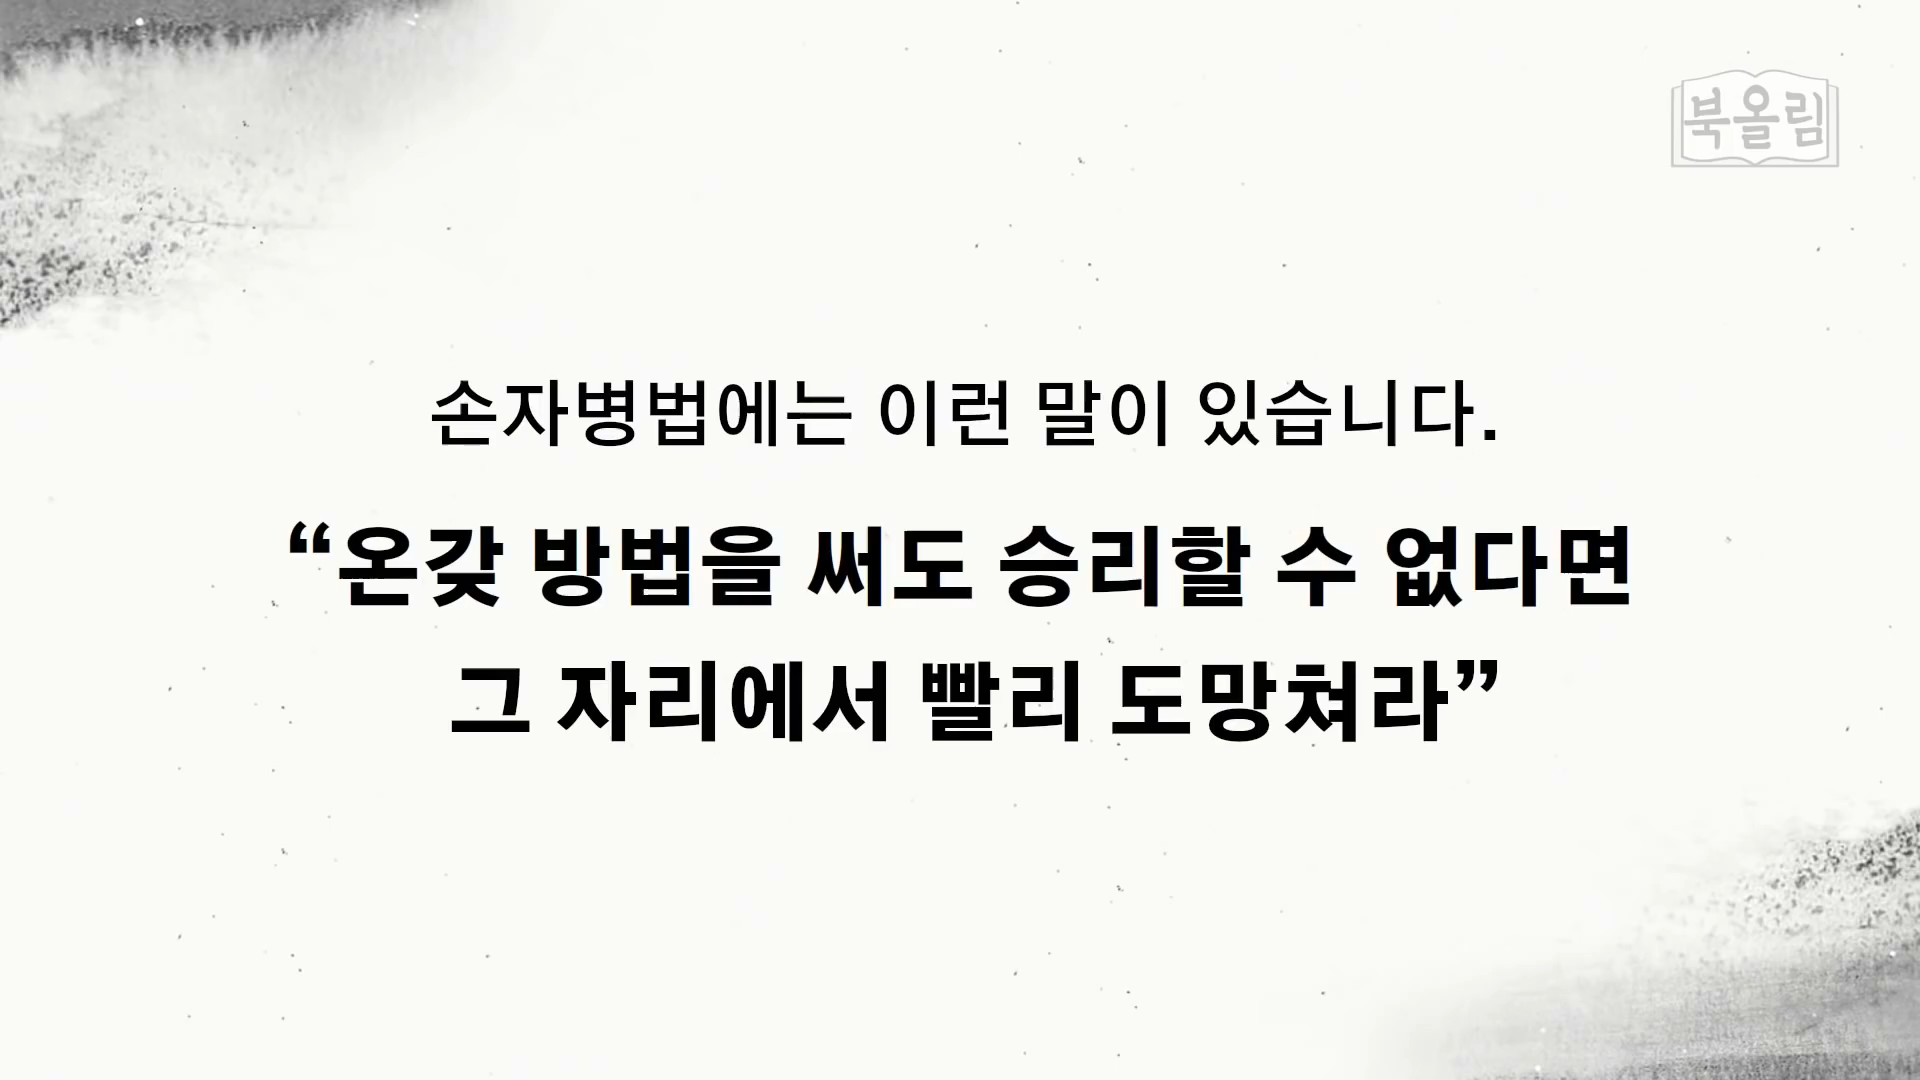 북올림
손자병법에는 이런 말이 있습니다.
“온갖 방법을 써도 승리할 수 없다면
그 자리에서 빨리 도망쳐라”